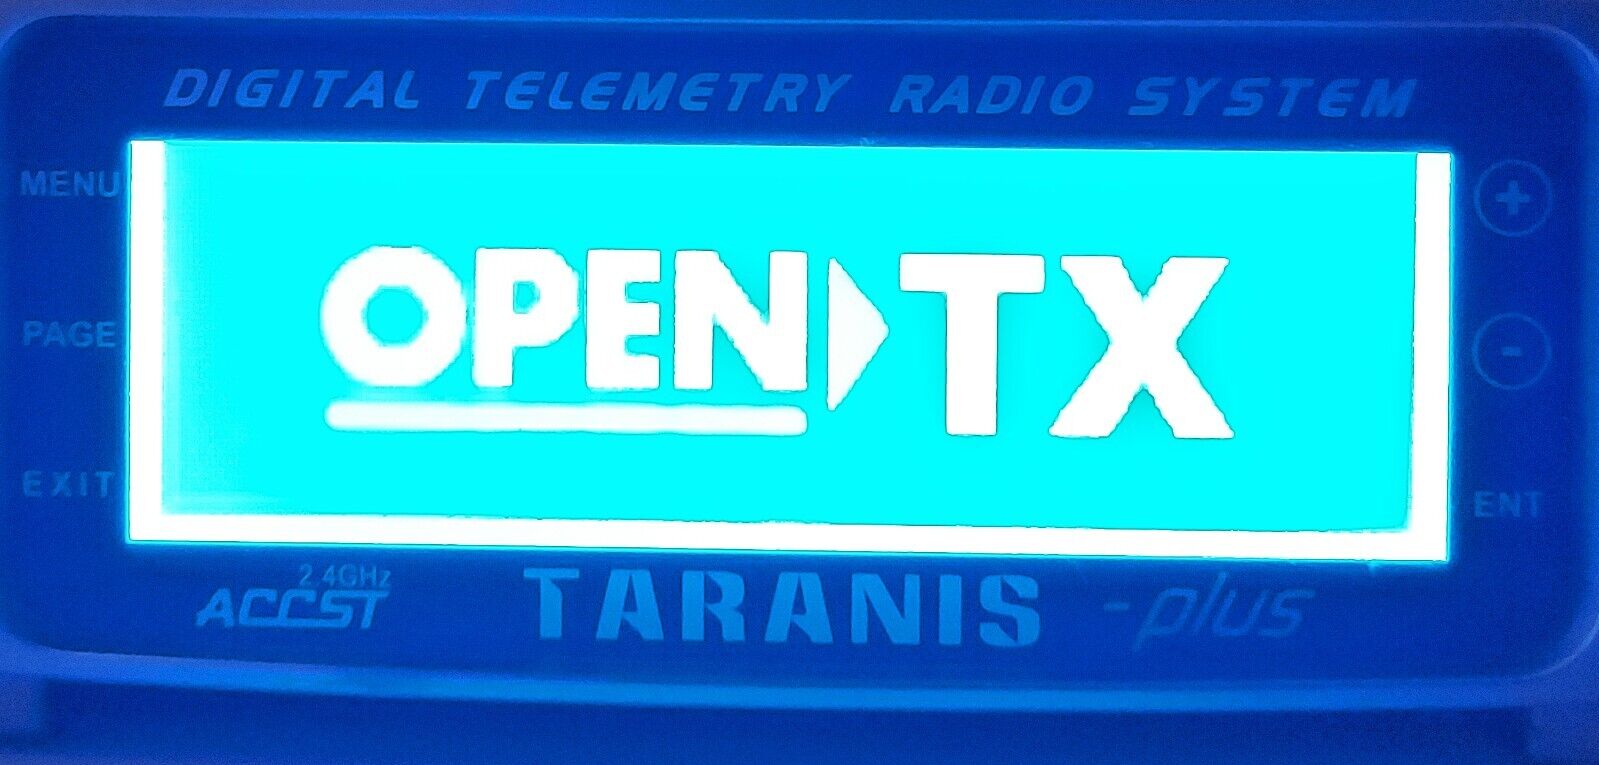 DIGITAL TELEMETRY RADIO SYSTEM
MENU
+
PAGE
OPEN TX
-
EXIT
ENT
2.4GHz
ACCST
TARANIS -plus